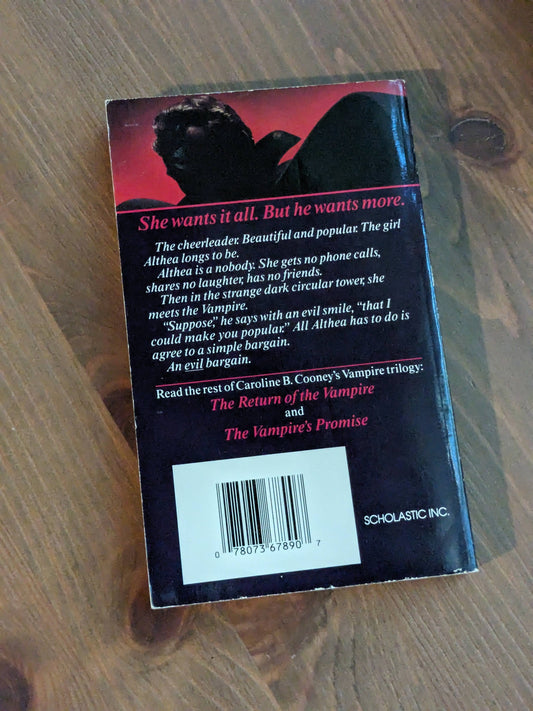 She wants it all. But he wants more.
The cheerleader. Beautiful and popular. The girl
Althea longs to be.
Althea is a nobody. She gets no phone calls,
shares no laughter, has no friends.
Then in the strange dark circular tower, she
meets the Vampire.
“Suppose,” he says with an evil smile, “that I
could make you popular.” All Althea has to do is
agree to a simple bargain.
An evil bargain.
Read the rest of Caroline B. Cooney’s Vampire trilogy:
The Return of the Vampire
and
The Vampire’s Promise
SCHOLASTIC INC.
0 78073 67890 7